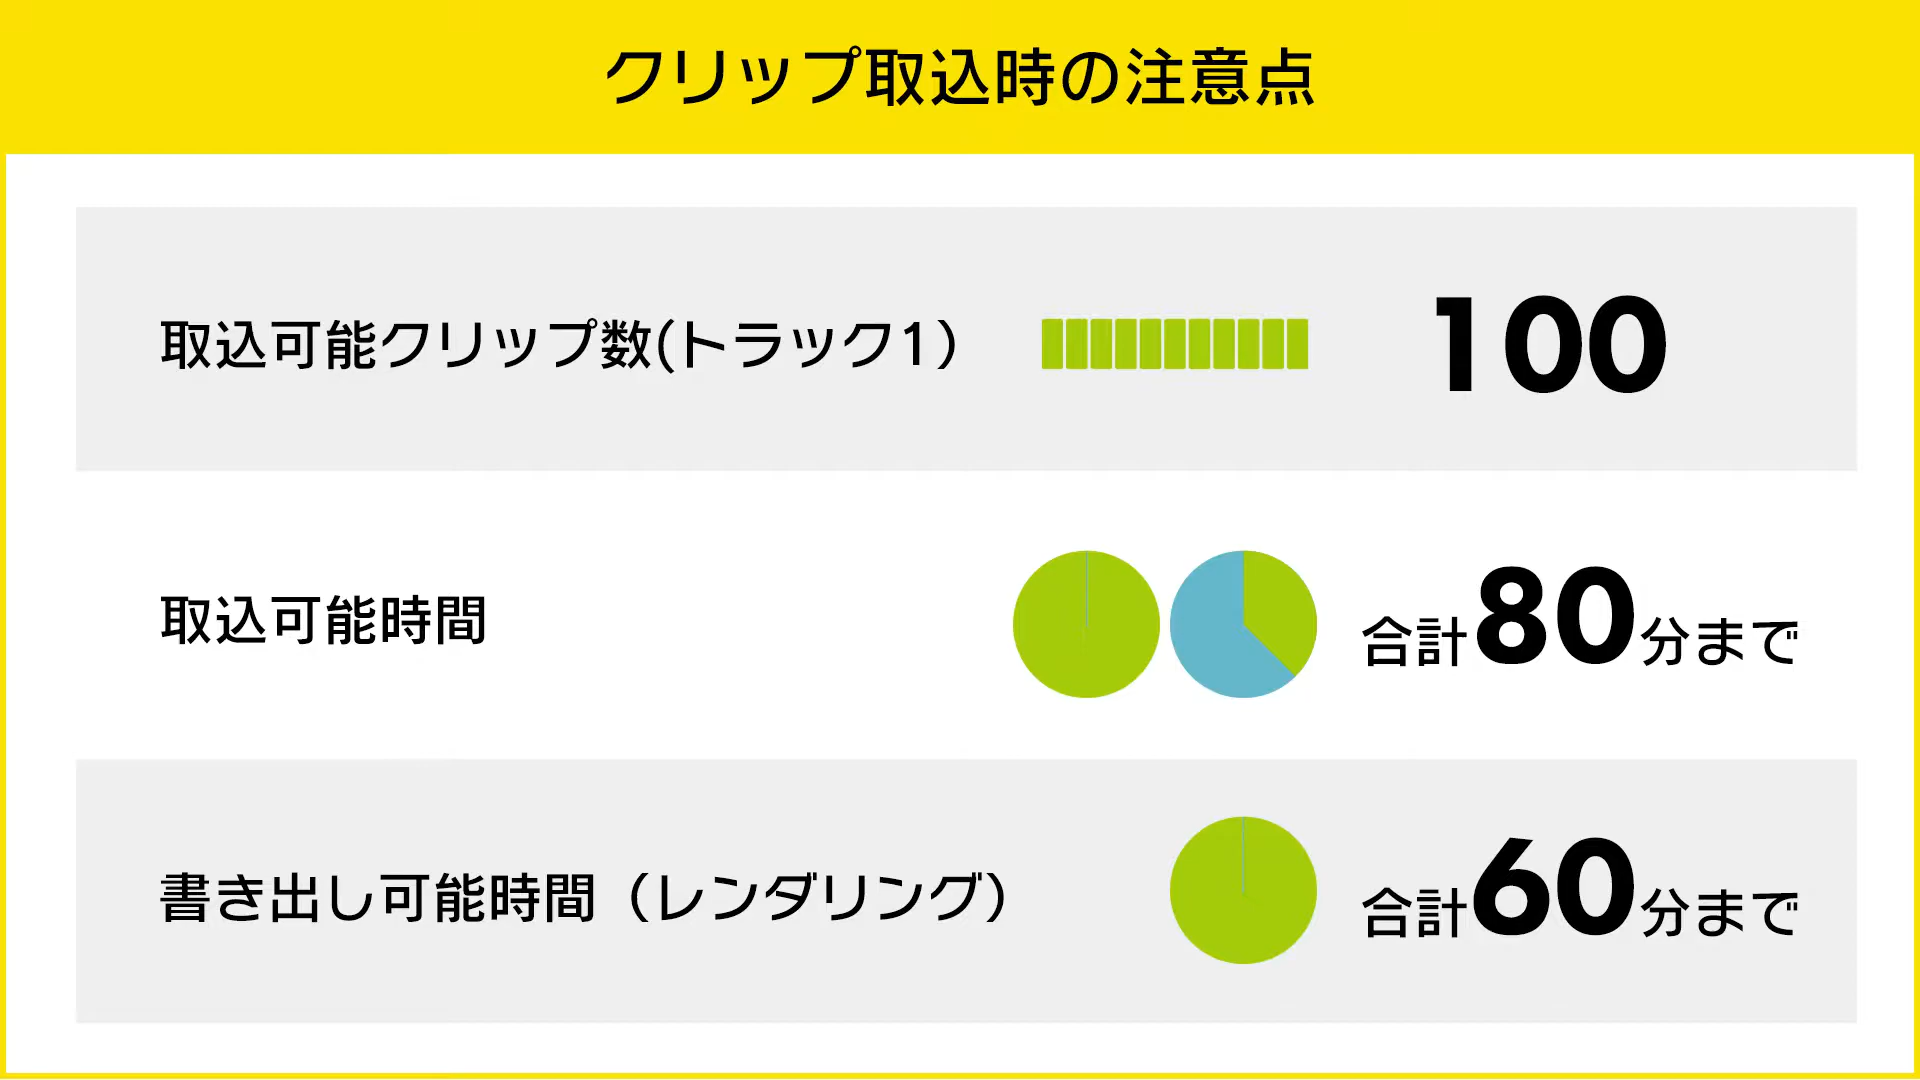 クリップ取込時の注意点
取込可能クリップ数(トラック1） 100
取込可能時間 合計80分まで
書き出し可能時間（レンダリング） 合計60分まで